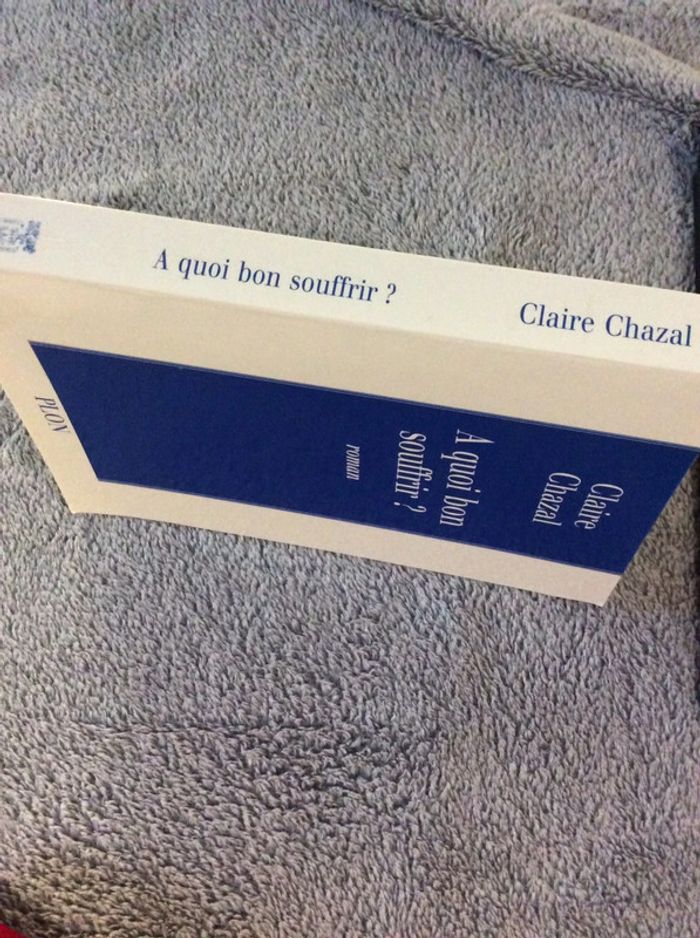 A quoi bon souffrir ?
Claire Chazal
Claire
Chazal
A quoi bon
souffrir ?
roman
PLON